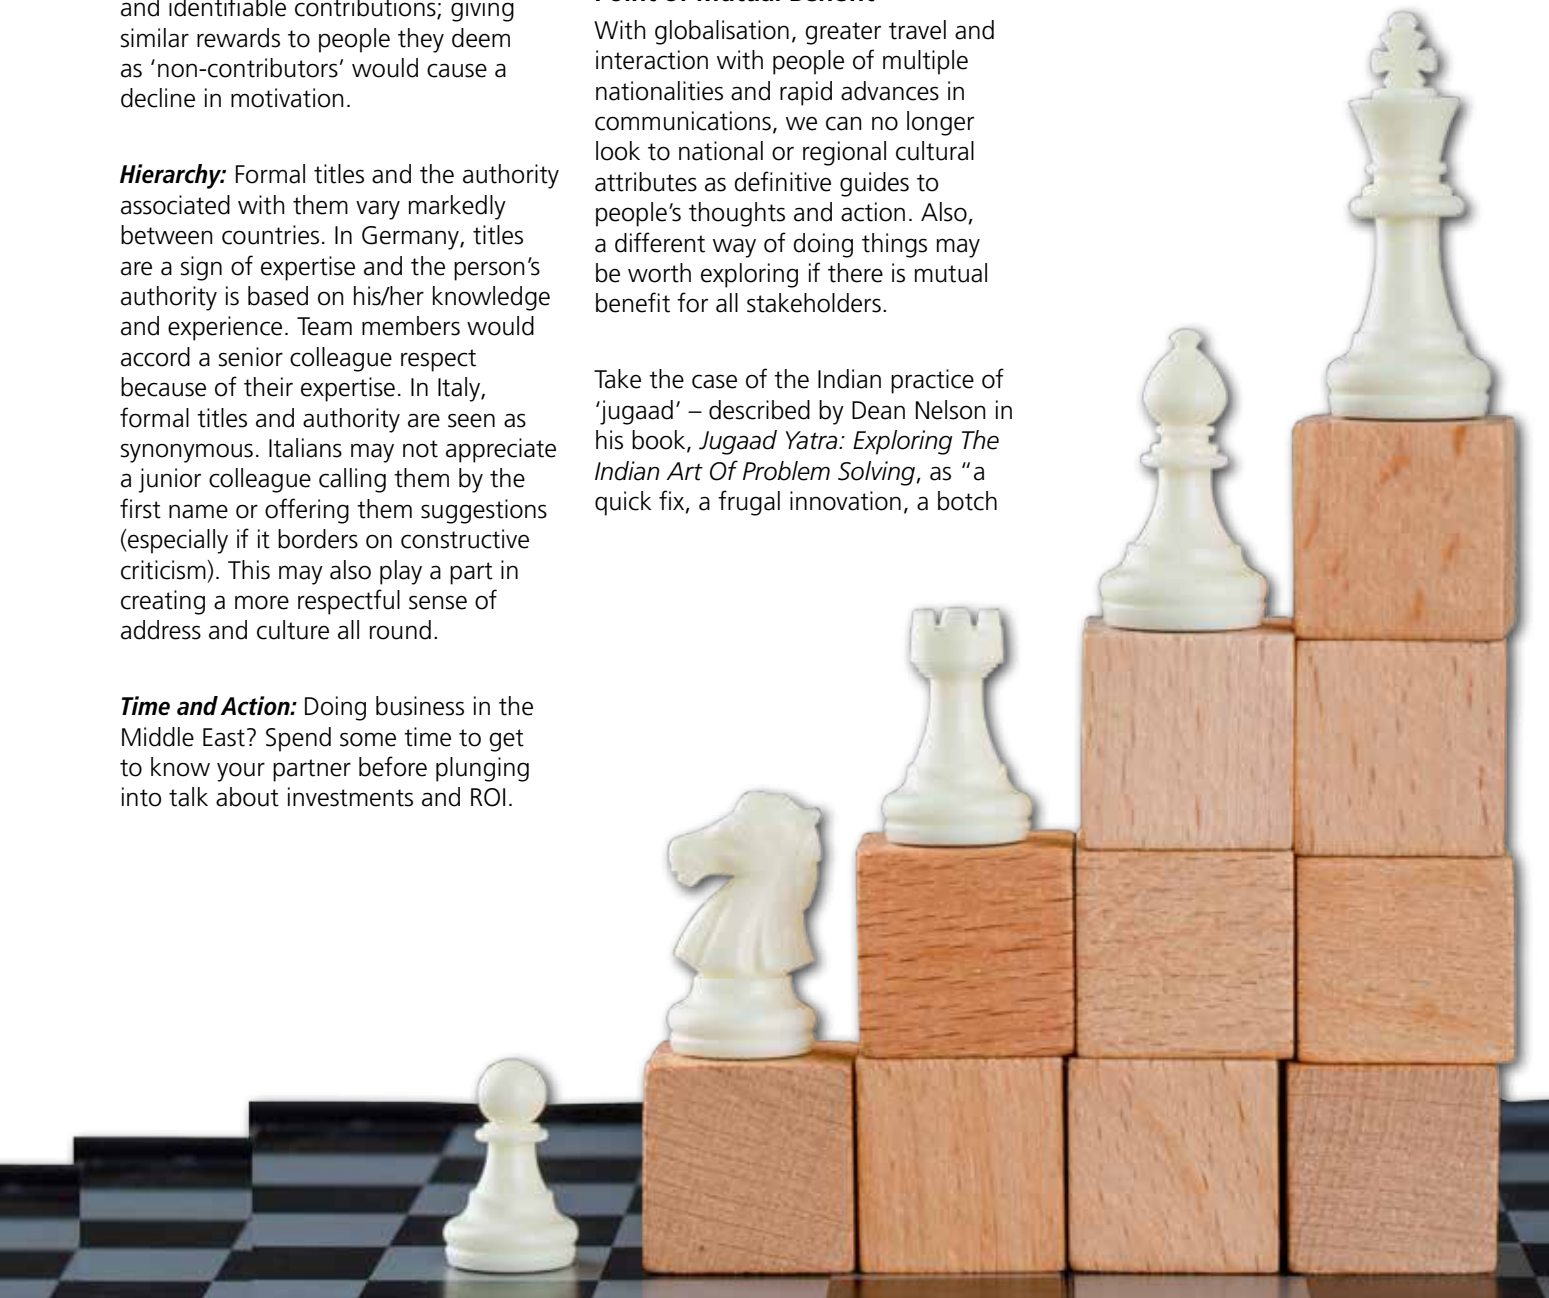 and identifiable contributions; giving
similar rewards to people they deem
as ‘non-contributors’ would cause a
decline in motivation.
Hierarchy: Formal titles and the authority
associated with them vary markedly
between countries. In Germany, titles
are a sign of expertise and the person’s
authority is based on his/her knowledge
and experience. Team members would
accord a senior colleague respect
because of their expertise. In Italy,
formal titles and authority are seen as
synonymous. Italians may not appreciate
a junior colleague calling them by the
first name or offering them suggestions
(especially if it borders on constructive
criticism). This may also play a part in
creating a more respectful sense of
address and culture all round.
Time and Action: Doing business in the
Middle East? Spend some time to get
to know your partner before plunging
into talk about investments and ROI.
Point of Mutual Benefit
With globalisation, greater travel and
interaction with people of multiple
nationalities and rapid advances in
communications, we can no longer
look to national or regional cultural
attributes as definitive guides to
people’s thoughts and action. Also,
a different way of doing things may
be worth exploring if there is mutual
benefit for all stakeholders.
Take the case of the Indian practice of
‘jugaad’ – described by Dean Nelson in
his book, Jugaad Yatra: Exploring The
Indian Art Of Problem Solving, as “a
quick fix, a frugal innovation, a botch